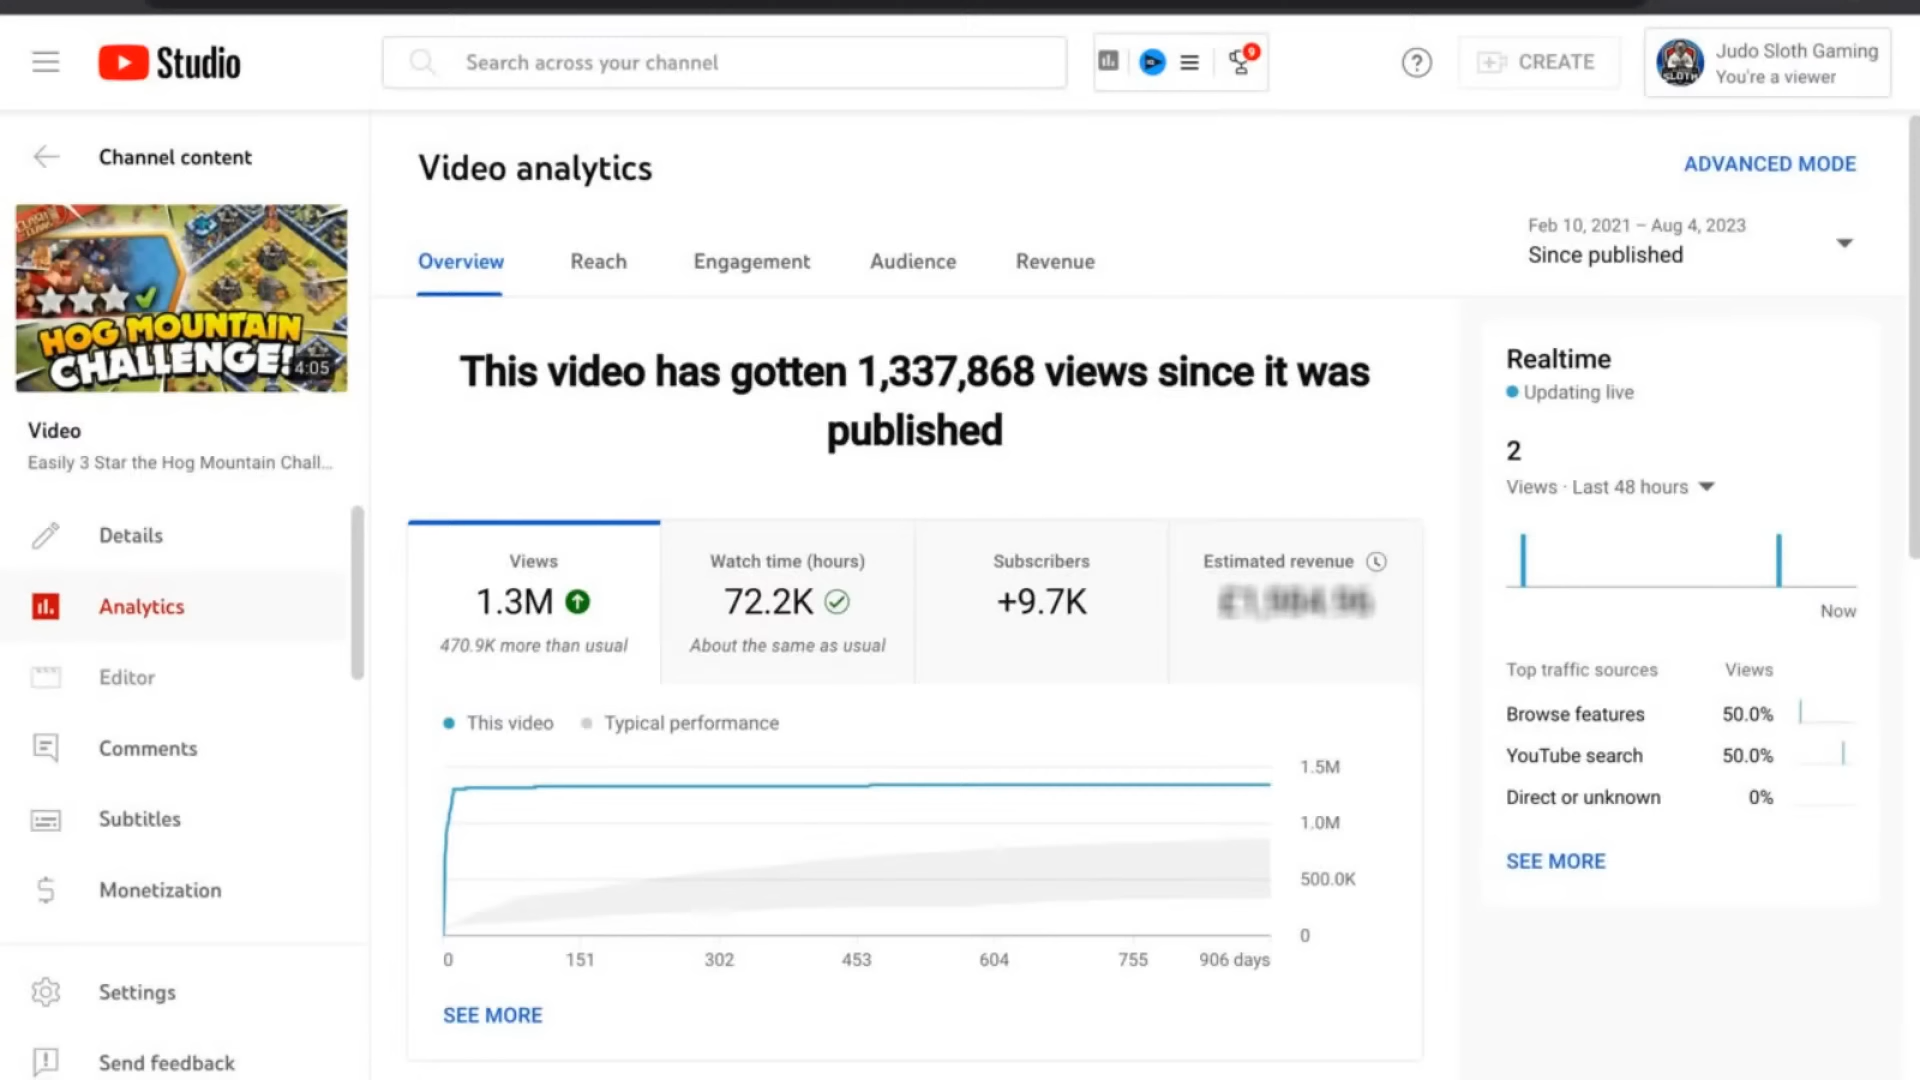 Studio
Search across your channel
9
CREATE
Judo Sloth Gaming
You're a viewer
Channel content
CLASH
HOG MOUNTAIN
CHALLENGE!
4:05
Video
Easily 3 Star the Hog Mountain Chall...
Details
Analytics
Editor
Comments
Subtitles
Monetization
Settings
Send feedback
Video analytics
ADVANCED MODE
Feb 10, 2021 – Aug 4, 2023
Since published
Overview
Reach
Engagement
Audience
Revenue
This video has gotten 1,337,868 views since it was
published
Views
1.3M
470.9K more than usual
Watch time (hours)
72.2K
About the same as usual
Subscribers
+9.7K
Estimated revenue
This video
Typical performance
1.5M
1.0M
500.0K
0
0 151 302 453 604 755 906 days
SEE MORE
Realtime
Updating live
2
Views · Last 48 hours
Now
Top traffic sources Views
Browse features 50.0%
YouTube search 50.0%
Direct or unknown 0%
SEE MORE
SLOTH